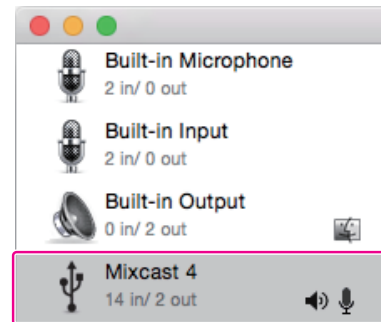 Built-in Microphone
2 in/ 0 out
Built-in Input
2 in/ 0 out
Built-in Output
0 in/ 2 out
Mixcast 4
14 in/ 2 out